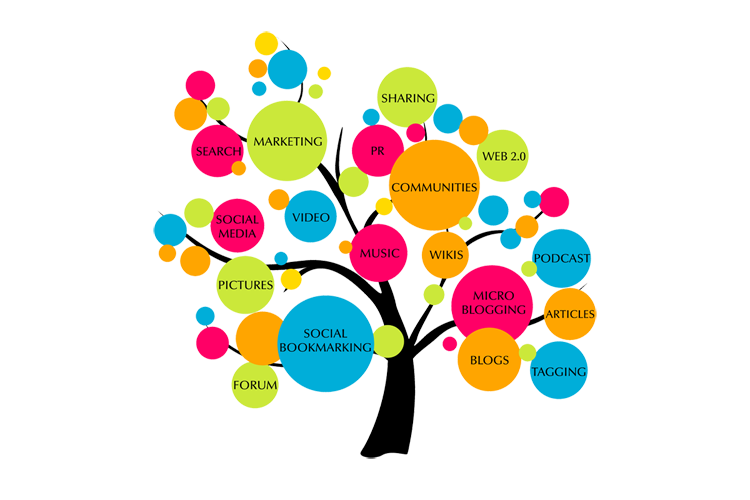 SHARING
MARKETING
SEARCH
PR
WEB 2.0
COMMUNITIES
SOCIAL
MEDIA
VIDEO
MUSIC
WIKIS
PODCAST
PICTURES
MICRO
BLOGGING
ARTICLES
SOCIAL
BOOKMARKING
BLOGS
TAGGING
FORUM